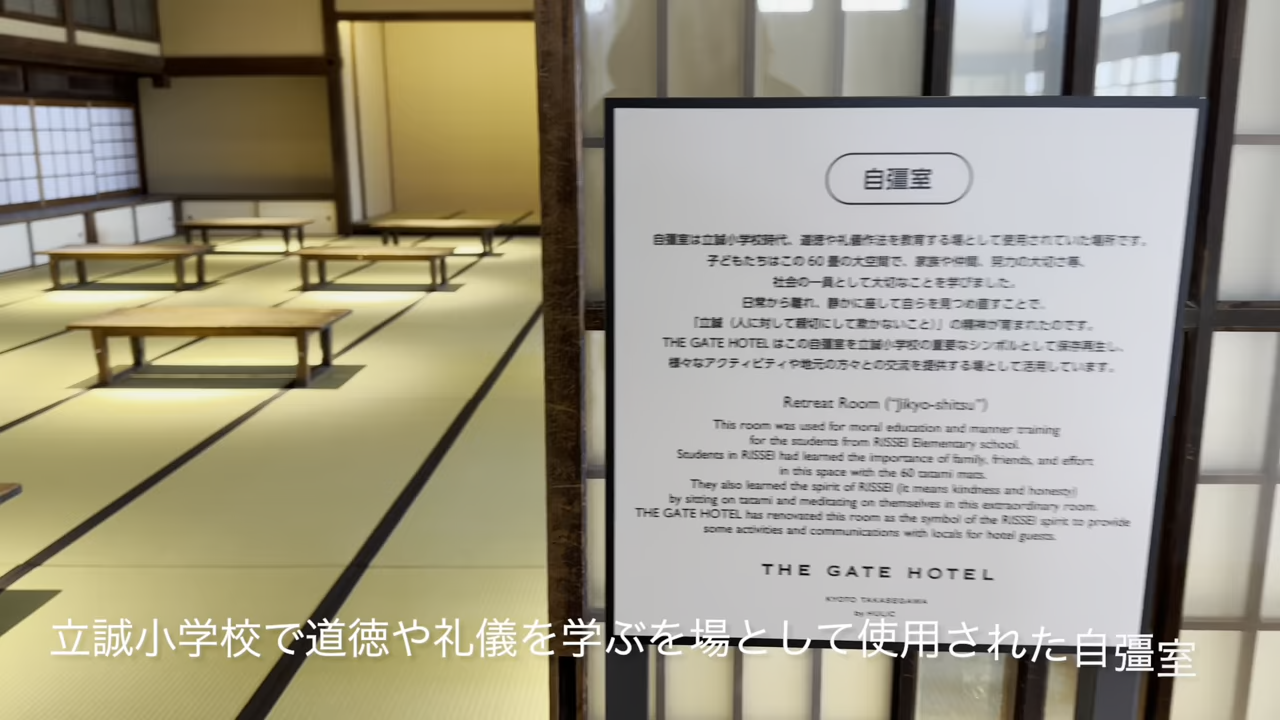 自彊室
自彊室は立誠小学校時代、道徳や礼儀作法を教育する場として使用されていた場所です。
子どもたちはこの 60 畳の大空間で、家族や仲間、努力の大切さ等、
社会の一員として大切なことを学びました。
日常から離れ、静かに座して自らを見つめ直すことで、
「立誠（人に対して親切にして欺かないこと）」の精神が育まれたのです。
THE GATE HOTEL はこの自彊室を立誠小学校の重要なシンボルとして保存再生し、
様々なアクティビティや地元の方々との交流を提供する場として活用しています。
Retreat Room ("Jikyo-shitsu")
This room was used for moral education and manner training
for the students from RISSEI Elementary school.
Students in RISSEI had learned the importance of family, friends, and effort
in this space with the 60 tatami mats.
They also learned the spirit of RISSEI (it means kindness and honesty)
by sitting on tatami and meditating on themselves in this extraordinary room.
THE GATE HOTEL has renovated this room as the symbol of the RISSEI spirit to provide
some activities and communications with locals for hotel guests.
THE GATE HOTEL
KYOTO TAKASEGAWA
by HULIC
立誠小学校で道徳や礼儀を学ぶを場として使用された自彊室